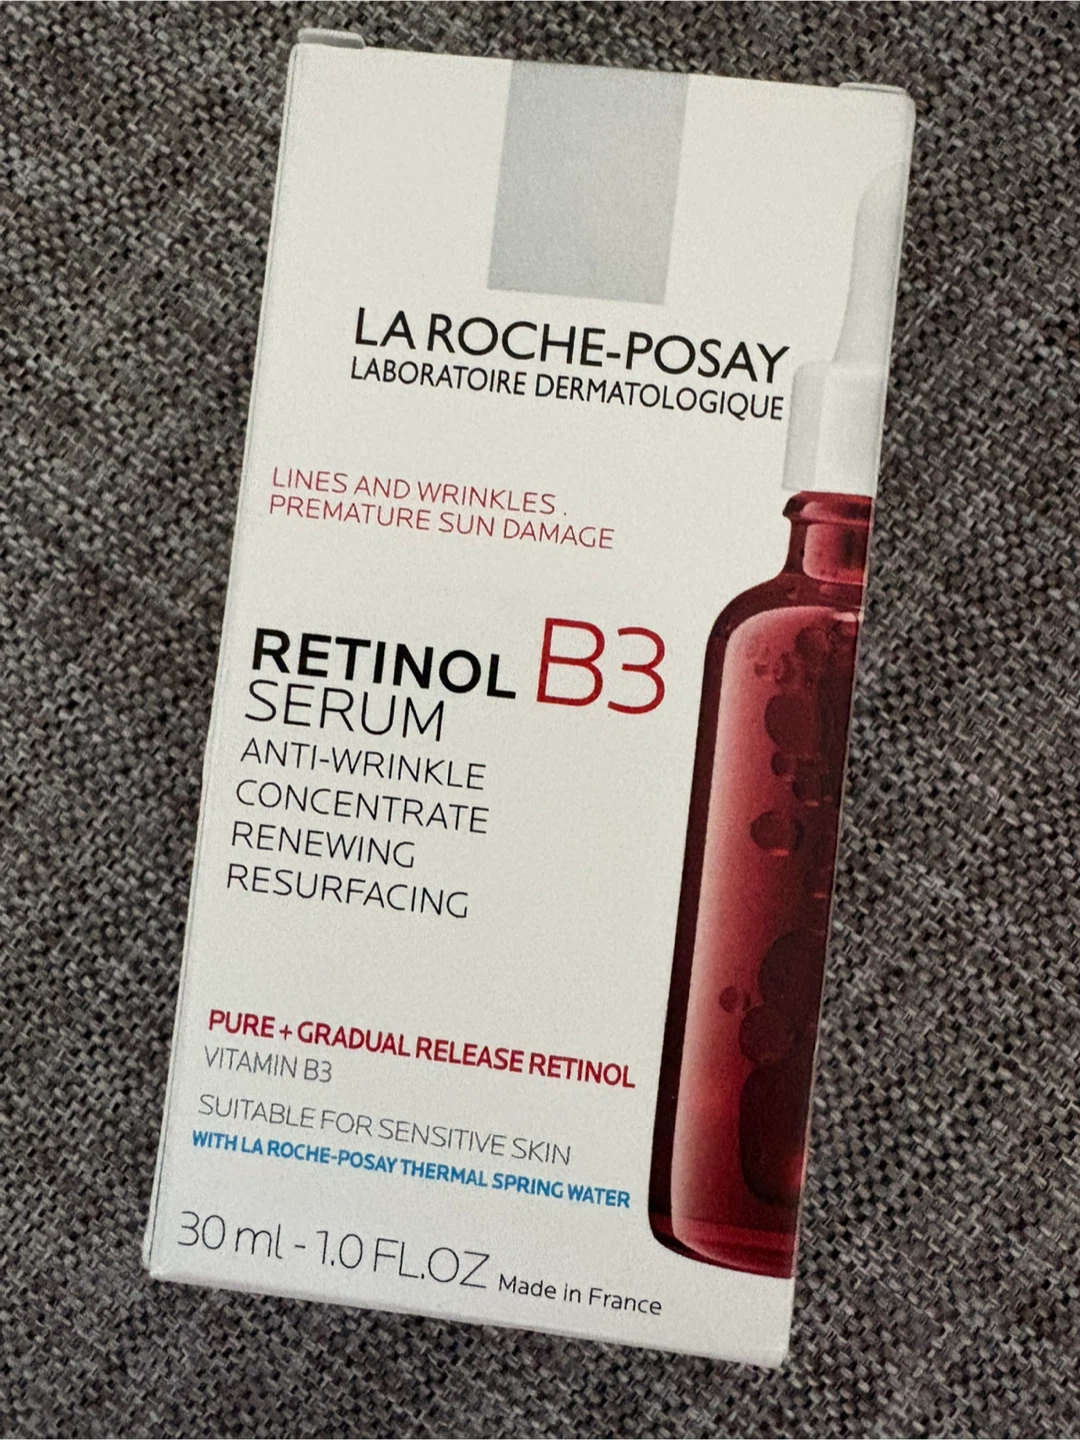 LA ROCHE-POSAY
LABORATOIRE DERMATOLOGIQUE
LINES AND WRINKLES.
PREMATURE SUN DAMAGE
RETINOL B3
SERUM
ANTI-WRINKLE
CONCENTRATE
RENEWING
RESURFACING
PURE + GRADUAL RELEASE RETINOL
VITAMIN B3
SUITABLE FOR SENSITIVE SKIN
WITH LA ROCHE-POSAY THERMAL SPRING WATER
30 ml - 1.0 FL.OZ Made in France